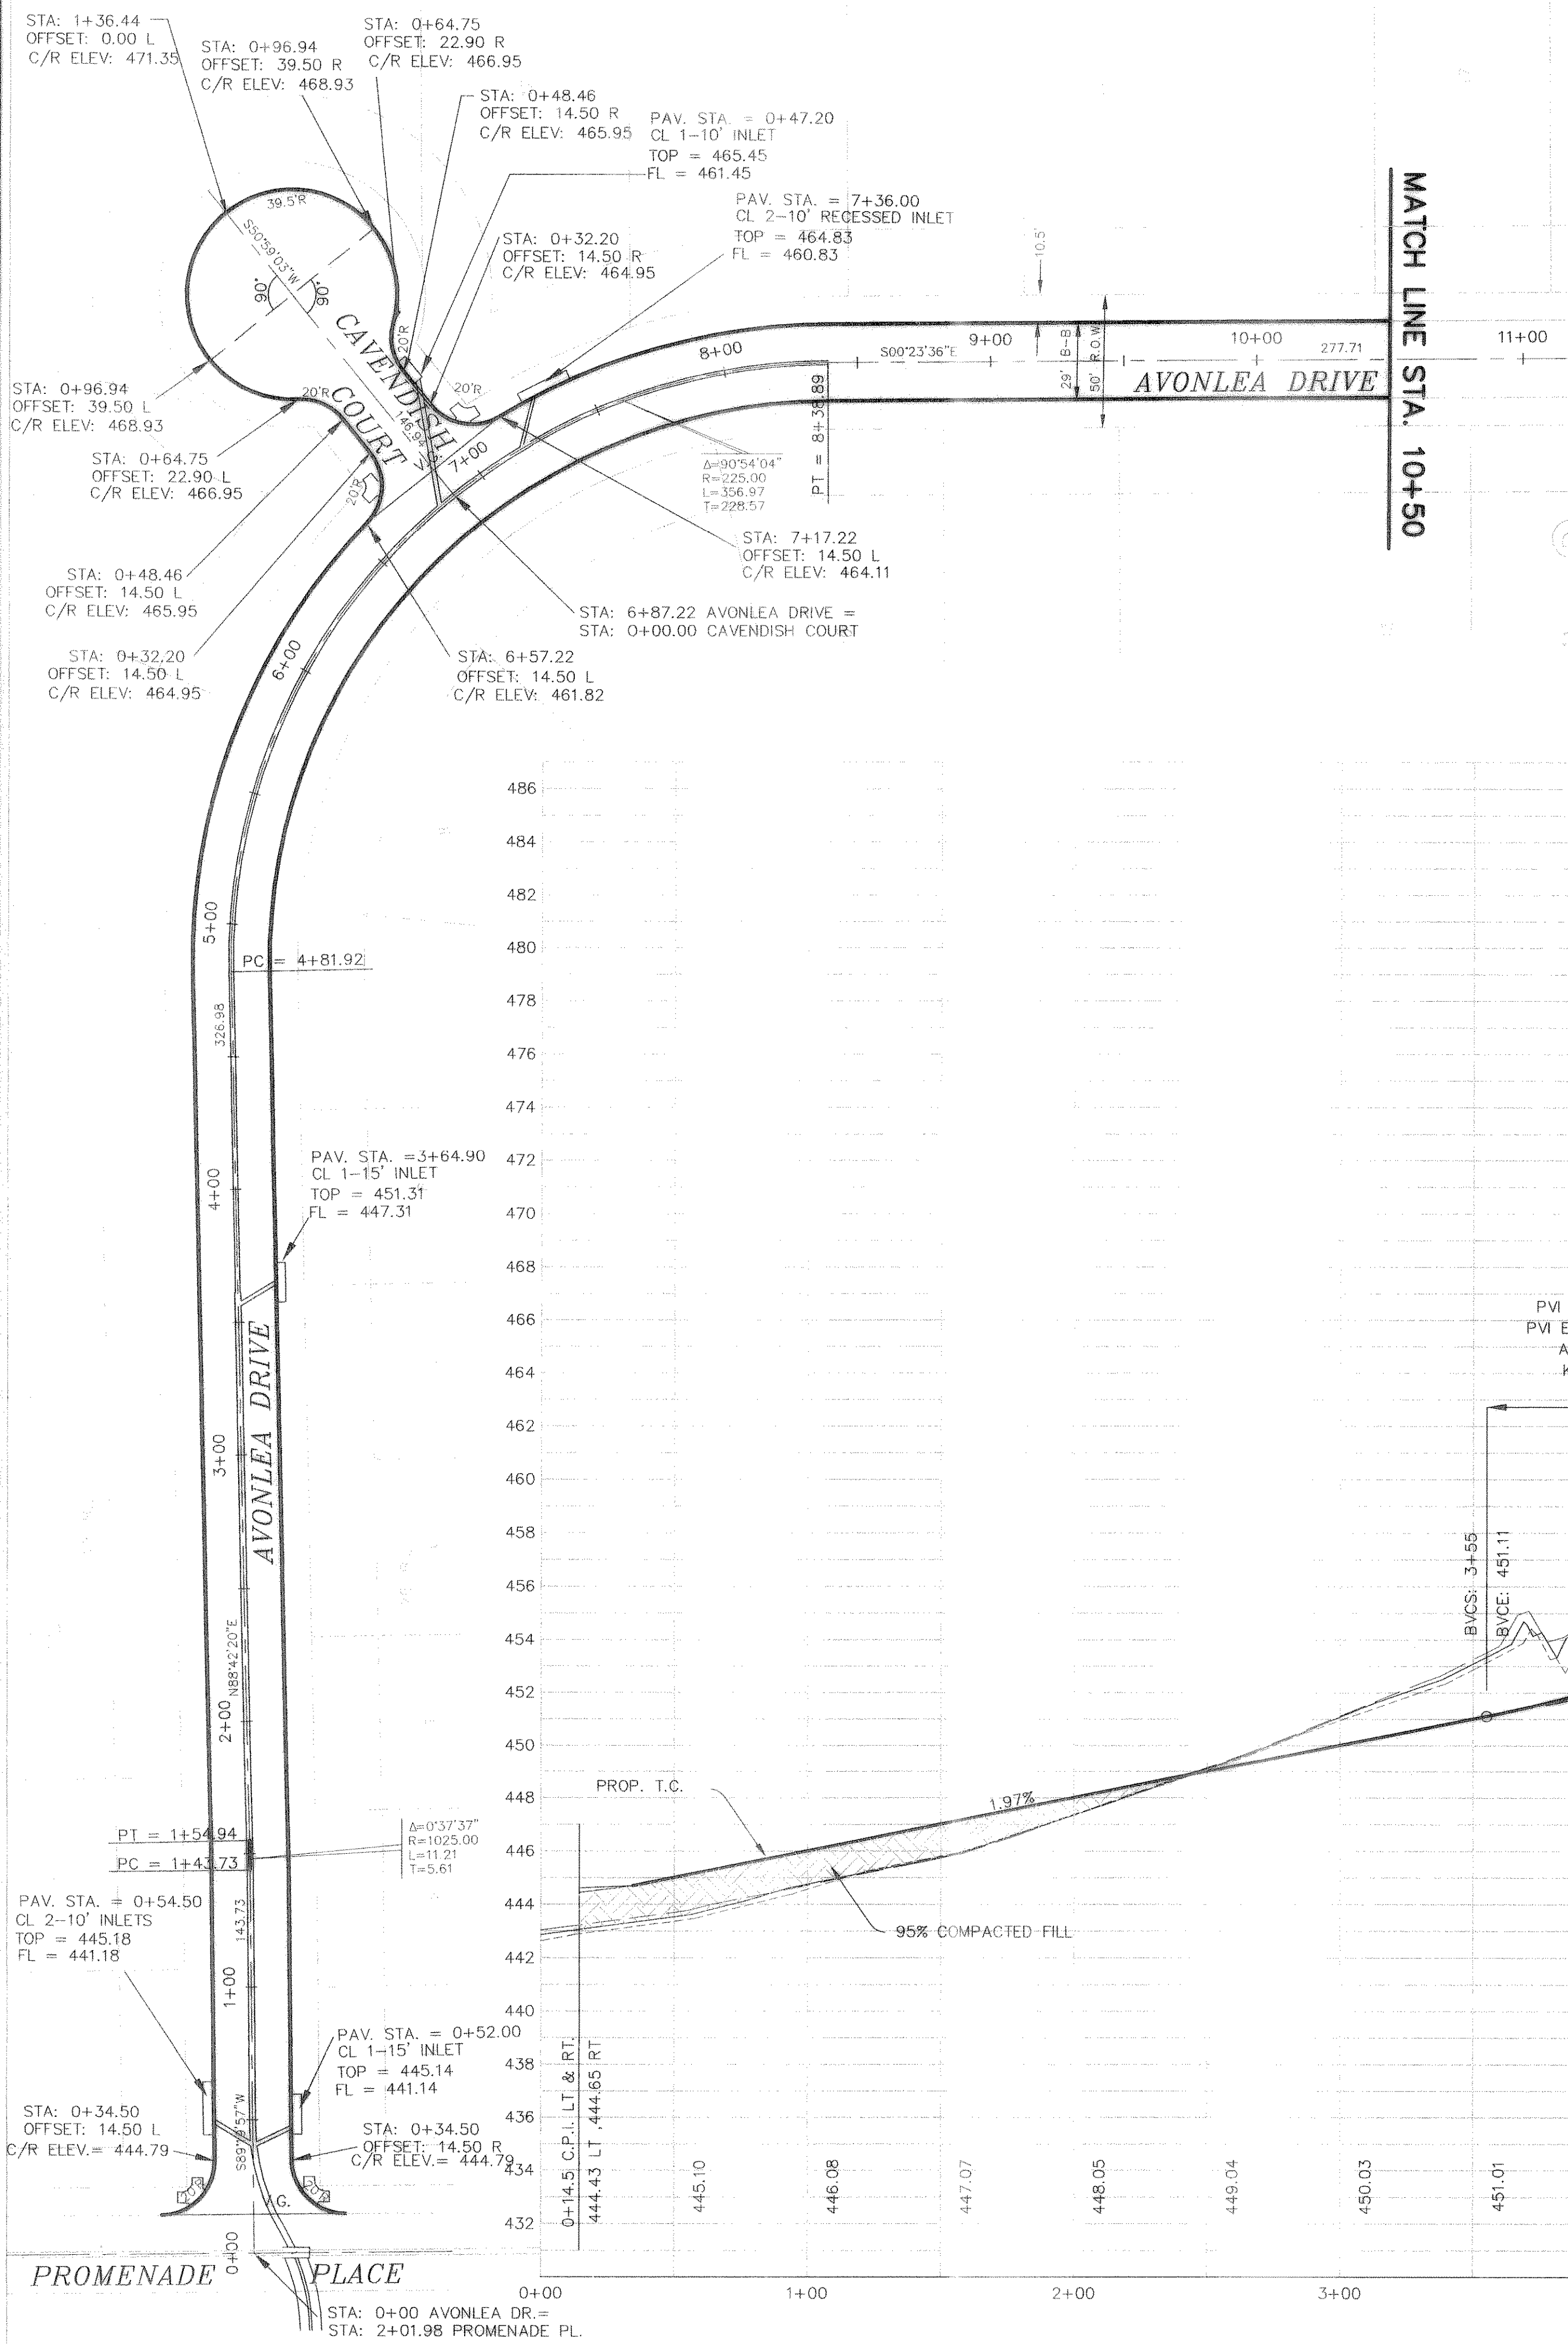 STA: 1+36.44
OFFSET: 0.00 L
C/R ELEV: 471.35
STA: 0+96.94
OFFSET: 39.50 R
C/R ELEV: 468.93
STA: 0+64.75
OFFSET: 22.90 R
C/R ELEV: 466.95
STA: 0+48.46
OFFSET: 14.50 R
C/R ELEV: 465.95
PAV. STA. = 0+47.20
CL 1-10' INLET
TOP = 465.45
FL = 461.45
PAV. STA. = 7+36.00
CL 2-10' RECESSED INLET
TOP = 464.83
FL = 460.83
STA: 0+32.20
OFFSET: 14.50 R
C/R ELEV: 464.95
MATCH LINE STA. 10+50
39.5'R
S50°59'03"W
90°
90°
CAVENDISH
COURT
146.94
20'R
20'R
20'R
20'R
10.5'
29' B-B
50' R.O.W.
7+00
8+00
S00°23'36"E
9+00
10+00
277.71
11+00
AVONLEA DRIVE
PT = 8+38.89
Δ=90°54'04"
R=225.00
L=356.97
T=228.57
STA: 0+96.94
OFFSET: 39.50 L
C/R ELEV: 468.93
STA: 0+64.75
OFFSET: 22.90 L
C/R ELEV: 466.95
STA: 0+48.46
OFFSET: 14.50 L
C/R ELEV: 465.95
STA: 0+32.20
OFFSET: 14.50 L
C/R ELEV: 464.95
STA: 7+17.22
OFFSET: 14.50 L
C/R ELEV: 464.11
STA: 6+87.22 AVONLEA DRIVE =
STA: 0+00.00 CAVENDISH COURT
STA: 6+57.22
OFFSET: 14.50 L
C/R ELEV: 461.82
6+00
5+00
PC = 4+81.92
326.98
4+00
PAV. STA. =3+64.90
CL 1-15' INLET
TOP = 451.31
FL = 447.31
AVONLEA DRIVE
3+00
N88°42'20"E
2+00
PT = 1+54.94
PC = 1+43.73
Δ=0°37'37"
R=1025.00
L=11.21
T=5.61
143.73
1+00
PAV. STA. = 0+54.50
CL 2-10' INLETS
TOP = 445.18
FL = 441.18
PAV. STA. = 0+52.00
CL 1-15' INLET
TOP = 445.14
FL = 441.14
STA: 0+34.50
OFFSET: 14.50 L
C/R ELEV.= 444.79
STA: 0+34.50
OFFSET: 14.50 R
C/R ELEV.= 444.79
20'R
20'R
0+00
PROMENADE PLACE
STA: 0+00 AVONLEA DR.=
STA: 2+01.98 PROMENADE PL.
486
484
482
480
478
476
474
472
470
468
466
464
462
460
458
456
454
452
450
448
446
444
442
440
438
436
434
432
PVI
PVI E
A
K
BVCS: 3+55
BVCE: 451.11
PROP. T.C.
1.97%
95% COMPACTED FILL
0+14.5 C.P.I. LT & RT.
444.43 LT ,444.65 RT
445.10
446.08
447.07
448.05
449.04
450.03
451.01
0+00
1+00
2+00
3+00